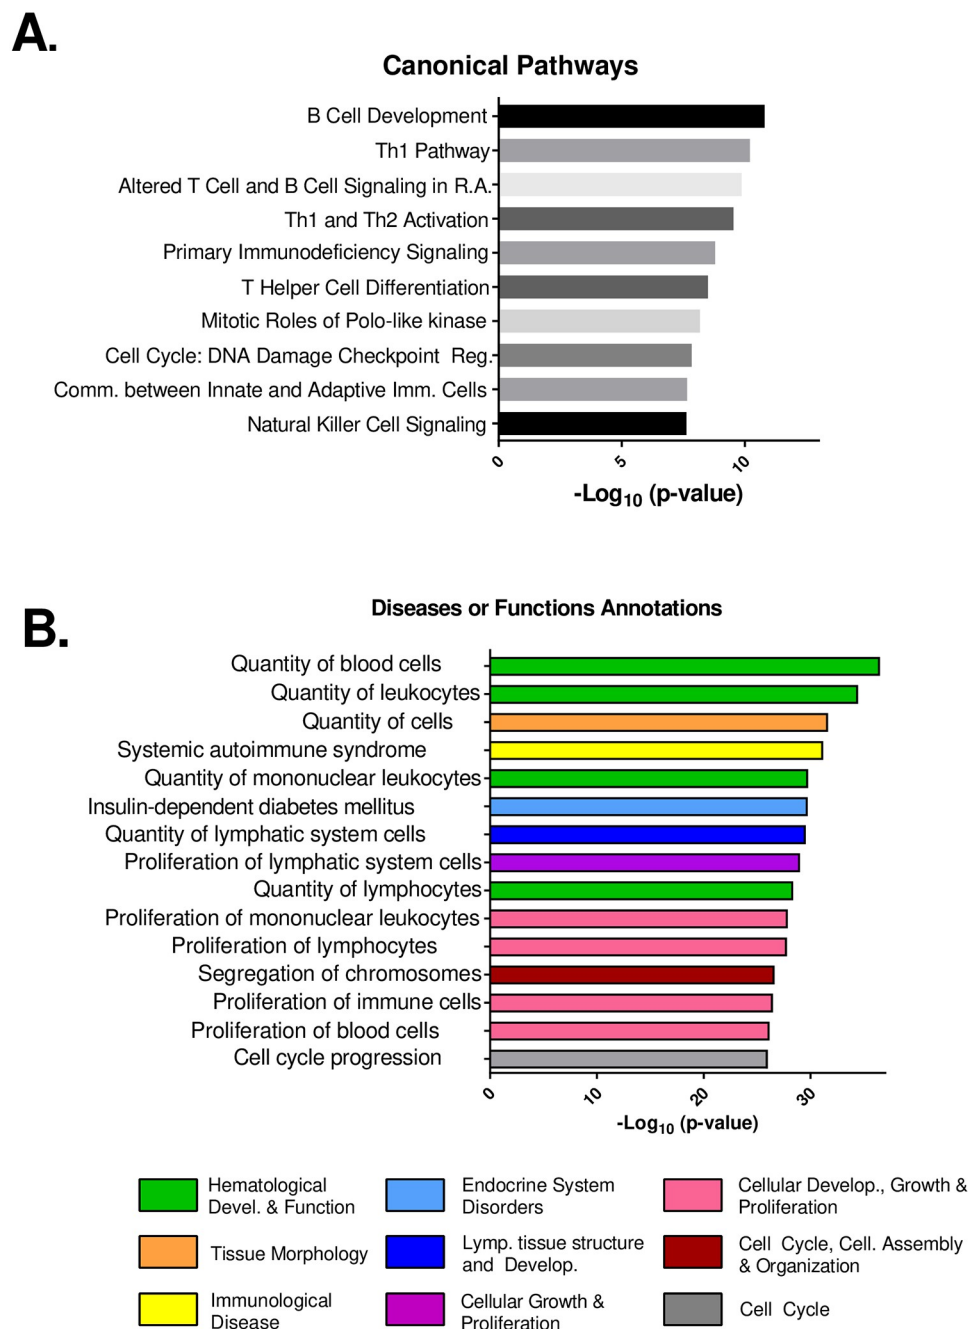 A.
Canonical Pathways
B Cell Development
Th1 Pathway
Altered T Cell and B Cell Signaling in R.A.
Th1 and Th2 Activation
Primary Immunodeficiency Signaling
T Helper Cell Differentiation
Mitotic Roles of Polo-like kinase
Cell Cycle: DNA Damage Checkpoint Reg.
Comm. between Innate and Adaptive Imm. Cells
Natural Killer Cell Signaling
0 5 10
-Log10 (p-value)
B.
Diseases or Functions Annotations
Quantity of blood cells
Quantity of leukocytes
Quantity of cells
Systemic autoimmune syndrome
Quantity of mononuclear leukocytes
Insulin-dependent diabetes mellitus
Quantity of lymphatic system cells
Proliferation of lymphatic system cells
Quantity of lymphocytes
Proliferation of mononuclear leukocytes
Proliferation of lymphocytes
Segregation of chromosomes
Proliferation of immune cells
Proliferation of blood cells
Cell cycle progression
0 10 20 30
-Log10 (p-value)
Hematological
Devel. & Function
Endocrine System
Disorders
Cellular Develop., Growth &
Proliferation
Tissue Morphology
Lymp. tissue structure
and Develop.
Cell Cycle, Cell. Assembly
& Organization
Immunological
Disease
Cellular Growth &
Proliferation
Cell Cycle